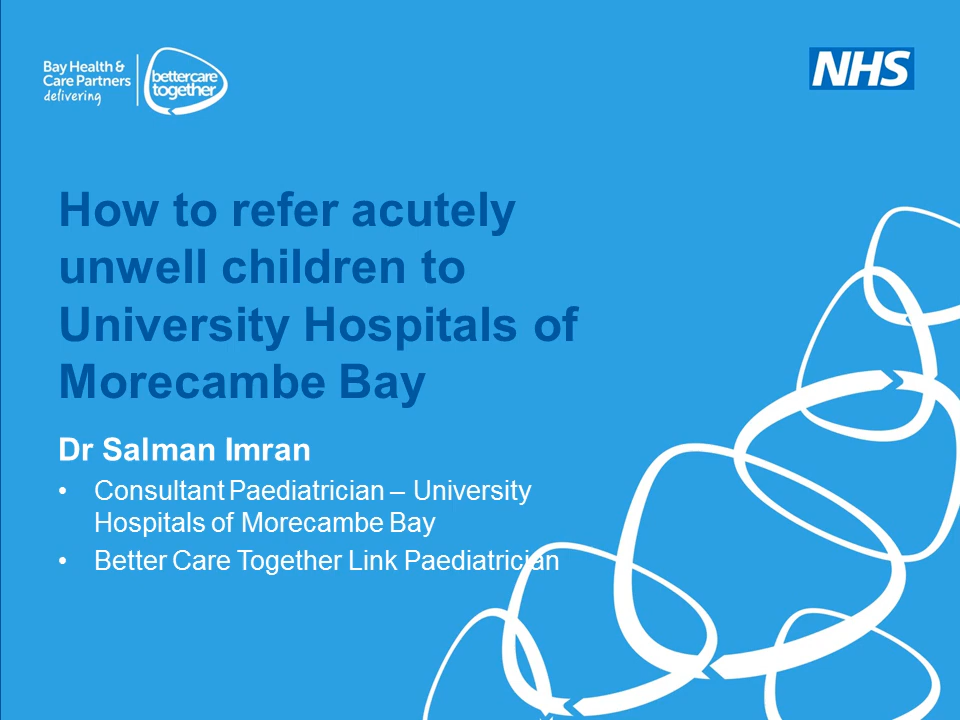 Bay Health &
Care Partners
delivering
bettercare
together
NHS
How to refer acutely
unwell children to
University Hospitals of
Morecambe Bay
Dr Salman Imran
• Consultant Paediatrician – University
Hospitals of Morecambe Bay
• Better Care Together Link Paediatrician